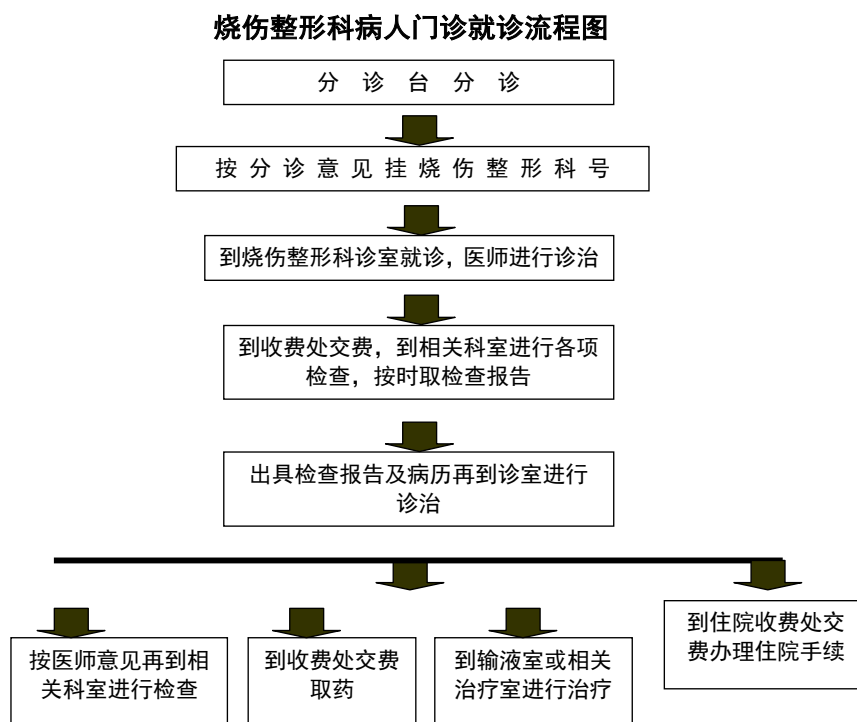 烧伤整形科病人门诊就诊流程图
分诊台分诊
按分诊意见挂烧伤整形科号
到烧伤整形科诊室就诊，医师进行诊治
到收费处交费，到相关科室进行各项
检查，按时取检查报告
出具检查报告及病历再到诊室进行
诊治
按医师意见再到相
关科室进行检查
到收费处交费
取药
到输液室或相关
治疗室进行治疗
到住院收费处交
费办理住院手续